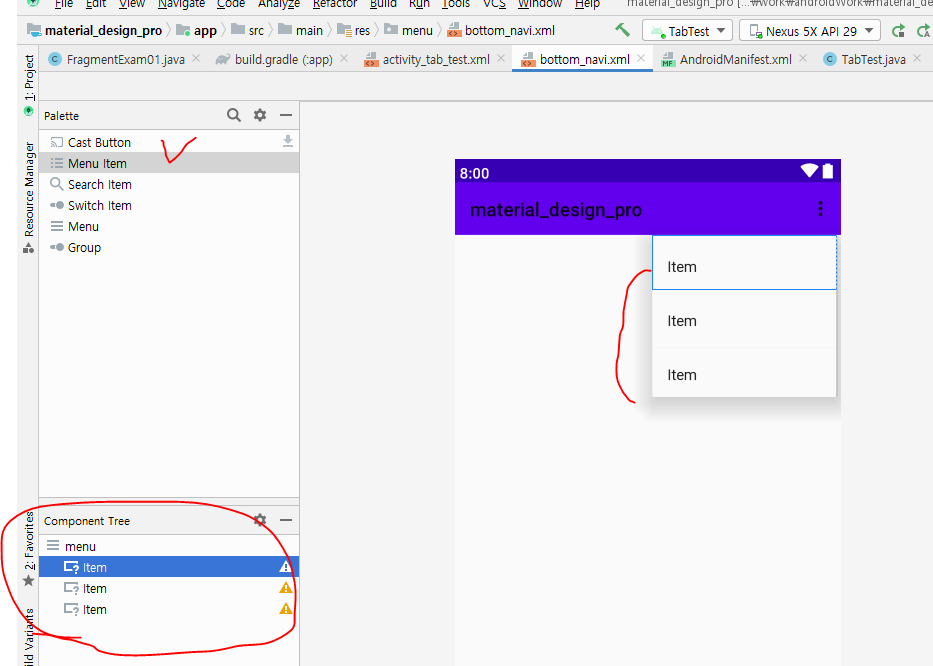 File Edit View Navigate Code Analyze Refactor Build Run Tools VCS Window Help material_design_pro [...₩work₩androidWork₩material_de
material_design_pro app src main res menu bottom_navi.xml TabTest Nexus 5X API 29
FragmentExam01.java build.gradle (:app) activity_tab_test.xml bottom_navi.xml AndroidManifest.xml TabTest.java
1: Project
Resource Manager
2: Favorites
ild Variants
Palette
Cast Button
Menu Item
Search Item
Switch Item
Menu
Group
Component Tree
menu
Item
Item
Item
8:00
material_design_pro
Item
Item
Item